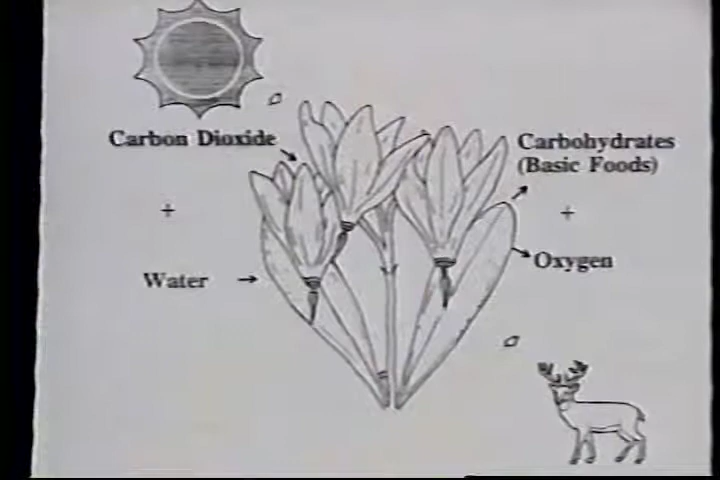 Carbon Dioxide
+
Water
Carbohydrates
(Basic Foods)
+
Oxygen